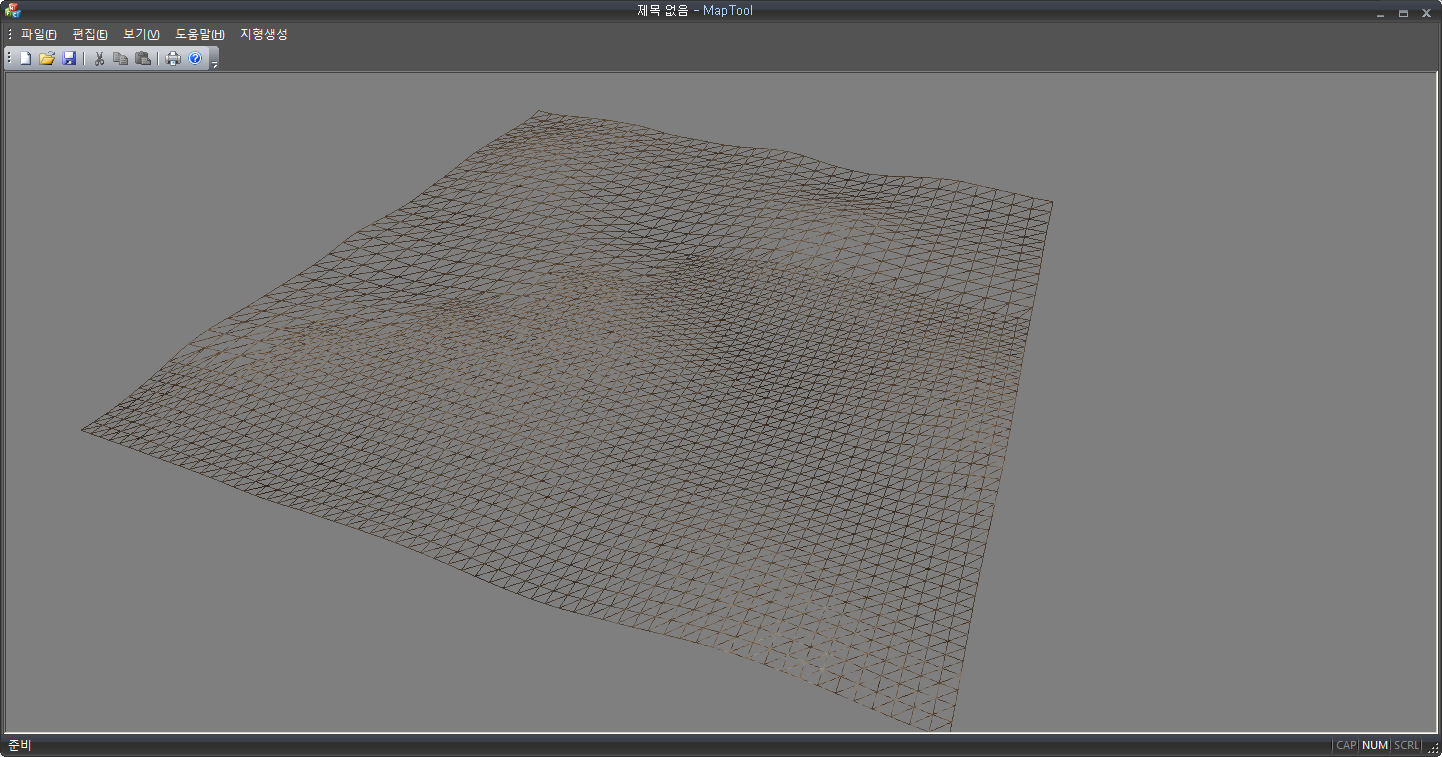 제목 없음 - MapTool
파일(F) 편집(E) 보기(V) 도움말(H) 지형생성
준비
CAP NUM SCRL